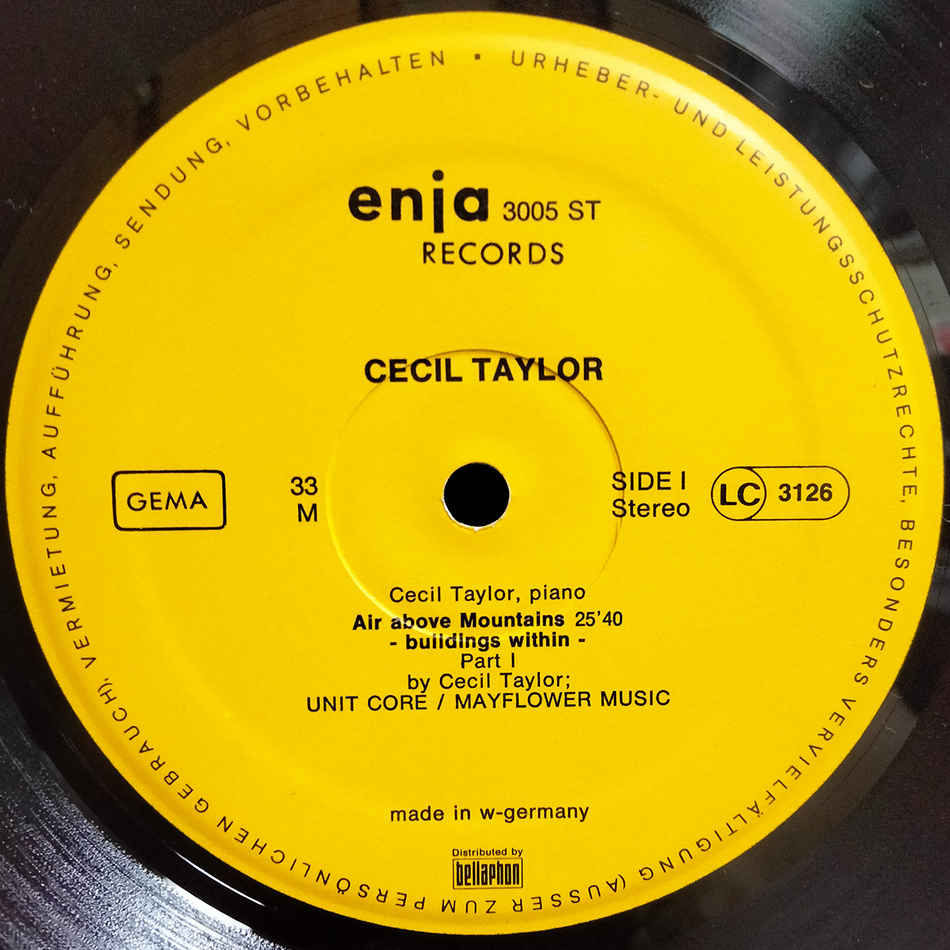 URHEBER- UND LEISTUNGSSCHUTZRECHTE, BESONDERS VERVIELFÄLTIGUNG (AUSSER ZUM PERSÖNLICHEN GEBRAUCH), VERMIETUNG, AUFFÜHRUNG, SENDUNG, VORBEHALTEN ▪
enja 3005 ST
RECORDS
CECIL TAYLOR
GEMA
33
M
SIDE I
Stereo
LC 3126
Cecil Taylor, piano
Air above Mountains 25'40
- buildings within -
Part I
by Cecil Taylor;
UNIT CORE / MAYFLOWER MUSIC
made in w-germany
Distributed by
bellaphon